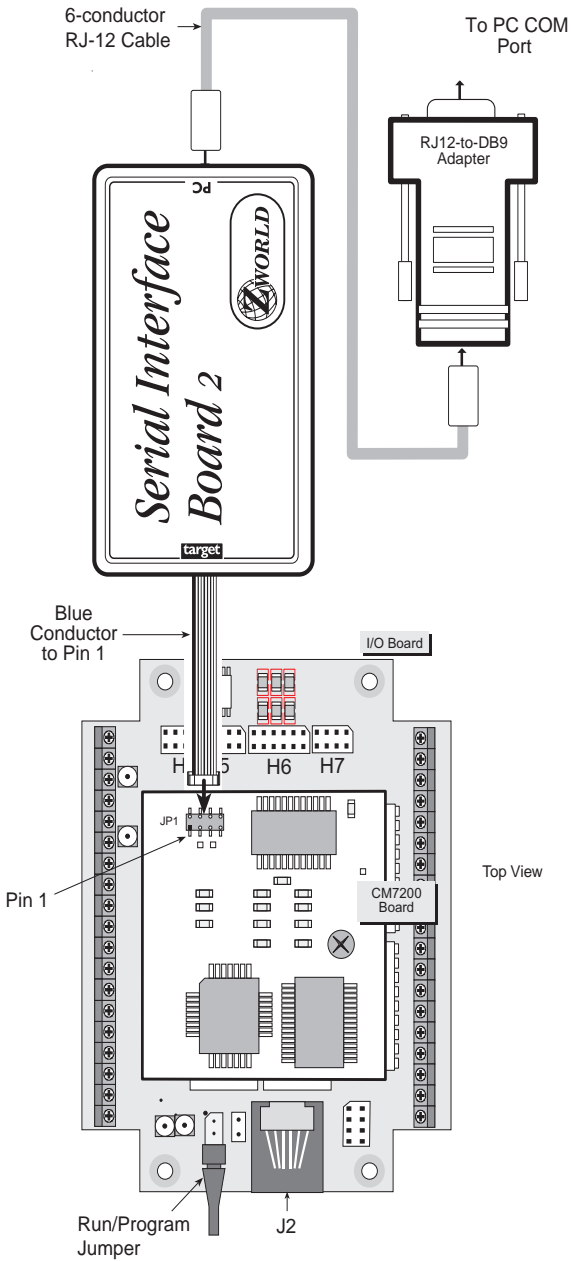 6-conductor
RJ-12 Cable
To PC COM
Port
RJ12-to-DB9
Adapter
PC
ZWORLD
Serial Interface
Board 2
target
Blue
Conductor
to Pin 1
I/O Board
H 5
H6
H7
JP1
Pin 1
CM7200
Board
Top View
Run/Program
Jumper
J2